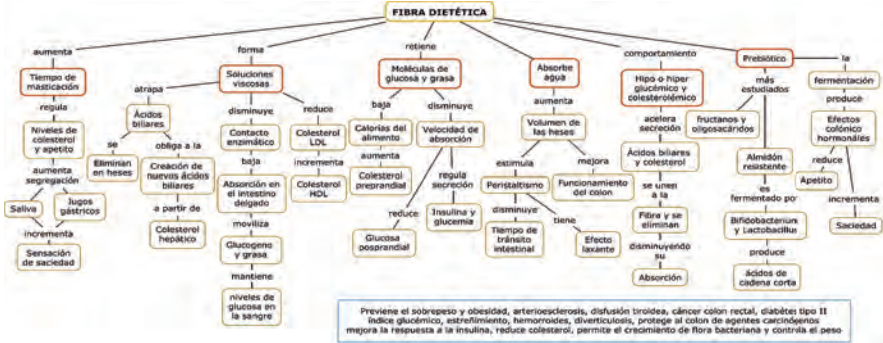 FIBRA DIETÉTICA
aumenta
Tiempo de
masticación
regula
Niveles de
colesterol
y apetito
aumenta
segregación
Saliva
Jugos
gástricos
incrementa
Sensación
de saciedad
forma
Soluciones
viscosas
atrapa
Ácidos
biliares
se
Eliminan
en heses
obliga a la
Creación de
nuevos ácidos
biliares
a partir de
Colesterol
hepático
disminuye
Contacto
enzimático
baja
Absorción en
el intestino
delgado
moviliza
Glucogeno
y grasa
mantiene
niveles de
glucosa en
la sangre
reduce
Colesterol
LDL
incrementa
Colesterol
HDL
retiene
Moléculas de
glucosa y grasa
baja
Calorías del
alimento
aumenta
Colesterol
preprandial
disminuye
Velocidad de
absorción
reduce
Glucosa
posprandial
regula
secreción
Insulina y
glucemia
Absorbe
agua
aumenta
Volumen de
las heses
estimula
Peristaltismo
disminuye
Tiempo de
tránsito
intestinal
tiene
Efecto
laxante
mejora
Funcionamiento
del colon
comportamiento
Hipo o hiper
glucémico y
colesterolémico
acelera
secreción
Ácidos biliares
y colesterol
se unen
a la
Fibra y se
eliminan
disminuyendo
su
Absorción
Prebiótico
más
estudiados
fructanos y
oligosacáridos
Almidón
resistente
es
fermentado por
Bifidobacterium
y Lactobacillus
produce
ácidos de
cadena corta
la
fermentación
produce
Efectos
colónico
hormonales
reduce
Apetito
incrementa
Saciedad
Previene el sobrepeso y obesidad, arterioesclerosis, disfusión tiroidea, cáncer colon rectal, diabétes tipo II
índice glucémico, estreñimiento, hemorroides, diverticulosis, protege al colon de agentes carcinógenos
mejora la respuesta a la insulina, reduce colesterol, permite el crecimiento de flora bacteriana y controla el peso